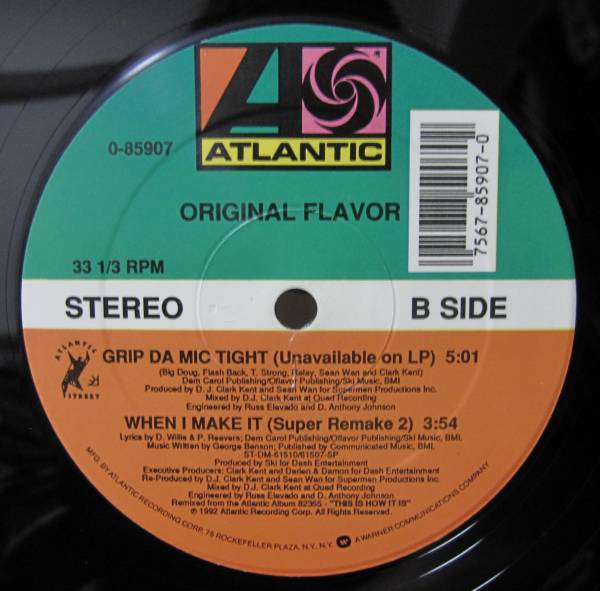 ATLANTIC
0-85907
ORIGINAL FLAVOR
7567-85907-0
33 1/3 RPM
STEREO
B SIDE
ATLANTIC STREET
GRIP DA MIC TIGHT (Unavailable on LP) 5:01
(Big Doug, Flash Back, T. Strong, Relay, Sean Wan and Clark Kent)
Dem Carol Publishing/Oflavor Publishing/Ski Music, BMI
Produced by D. J. Clark Kent and Sean Wan for Supermen Productions Inc.
Mixed by D.J. Clark Kent at Quad Recording
Engineered by Russ Elevado and D. Anthony Johnson
WHEN I MAKE IT (Super Remake 2) 3:54
Lyrics by D. Willis & P. Reevers; Dem Carol Publishing/Oflavor Publishing/Ski Music, BMI.
Music Written by George Benson; Published by Communicated Music, BMI.
ST-DM-61510/81507-SP
Produced by Ski for Dash Entertainment
Executive Producers: Clark Kent and Darien & Damon for Dash Entertainment
Re-Produced by D.J. Clark Kent and Sean Wan for Supermen Productions Inc.
Mixed by D.J. Clark Kent at Quad Recording
Engineered by Russ Elevado and D. Anthony Johnson
Remixed from the Atlantic Album 82355 - "THIS IS HOW IT IS"
℗ 1992 Atlantic Recording Corp. All Rights Reserved.
MFG. BY ATLANTIC RECORDING CORP., 75 ROCKEFELLER PLAZA, N.Y., N.Y. A WARNER COMMUNICATIONS COMPANY